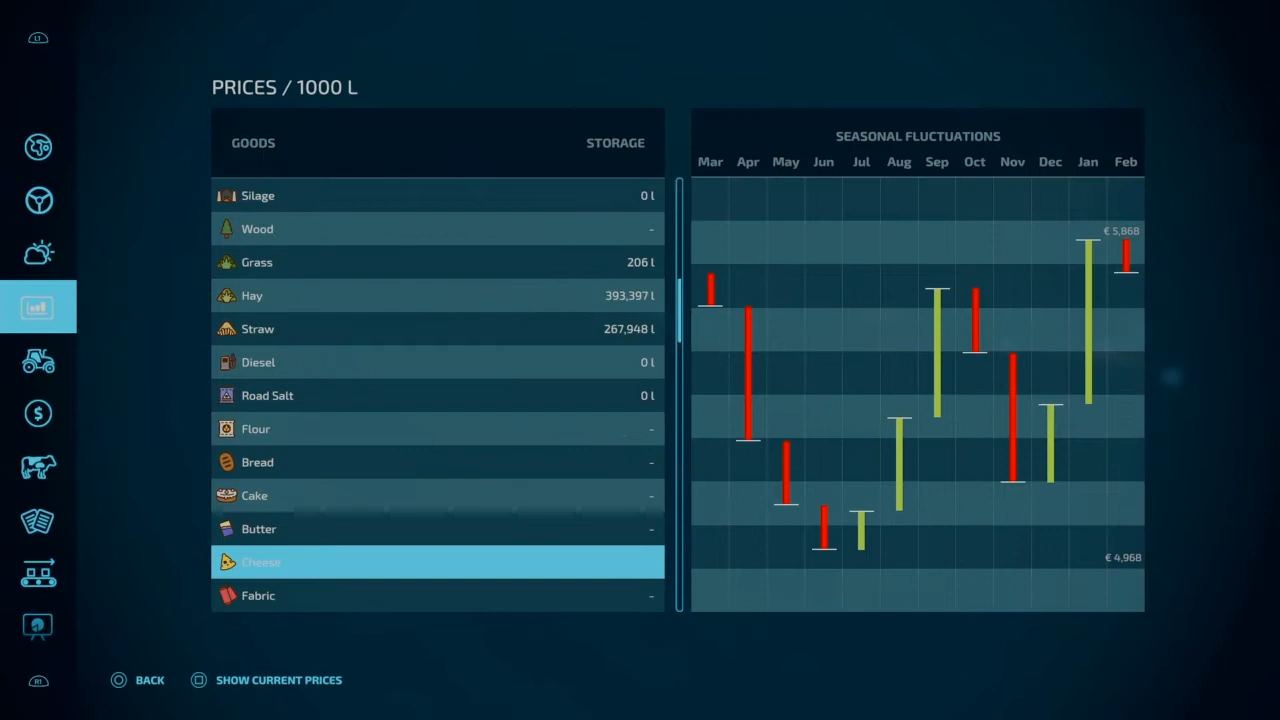 L1
PRICES / 1000 L
GOODS STORAGE
SEASONAL FLUCTUATIONS
Mar Apr May Jun Jul Aug Sep Oct Nov Dec Jan Feb
Silage 0 l
Wood -
Grass 206 l
Hay 393,397 l
Straw 267,948 l
Diesel 0 l
Road Salt 0 l
Flour -
Bread -
Cake -
Butter -
Cheese
Fabric -
€ 5,868
€ 4,968
R1
BACK SHOW CURRENT PRICES